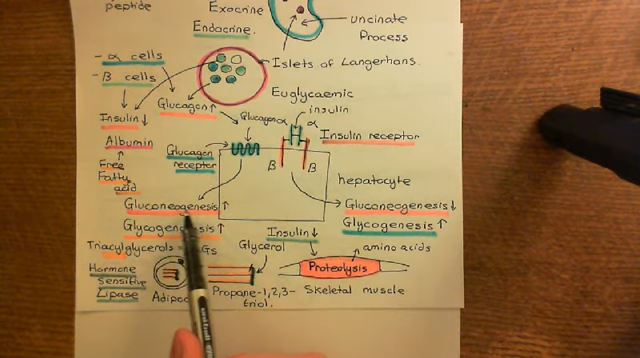 peptide
Exocrine
Endocrine.
uncinate
Process
- α cells
- β cells
Islets of Langerhans.
Euglycaemic
Glucagon ↑
Insulin ↓
Albumin
Free
Fatty
acid
Glucagon
insulin
α α
Insulin receptor
Glucagon
receptor
β β
hepatocyte
Gluconeogenesis ↑
Gluconeogenesis ↓
Glycogenesis ↑
Insulin ↓
Triacylglycerols
Glycerol
amino acids
Hormone
Sensitive
Lipase
Proteolysis
Propane-1,2,3-
triol.
Skeletal muscle